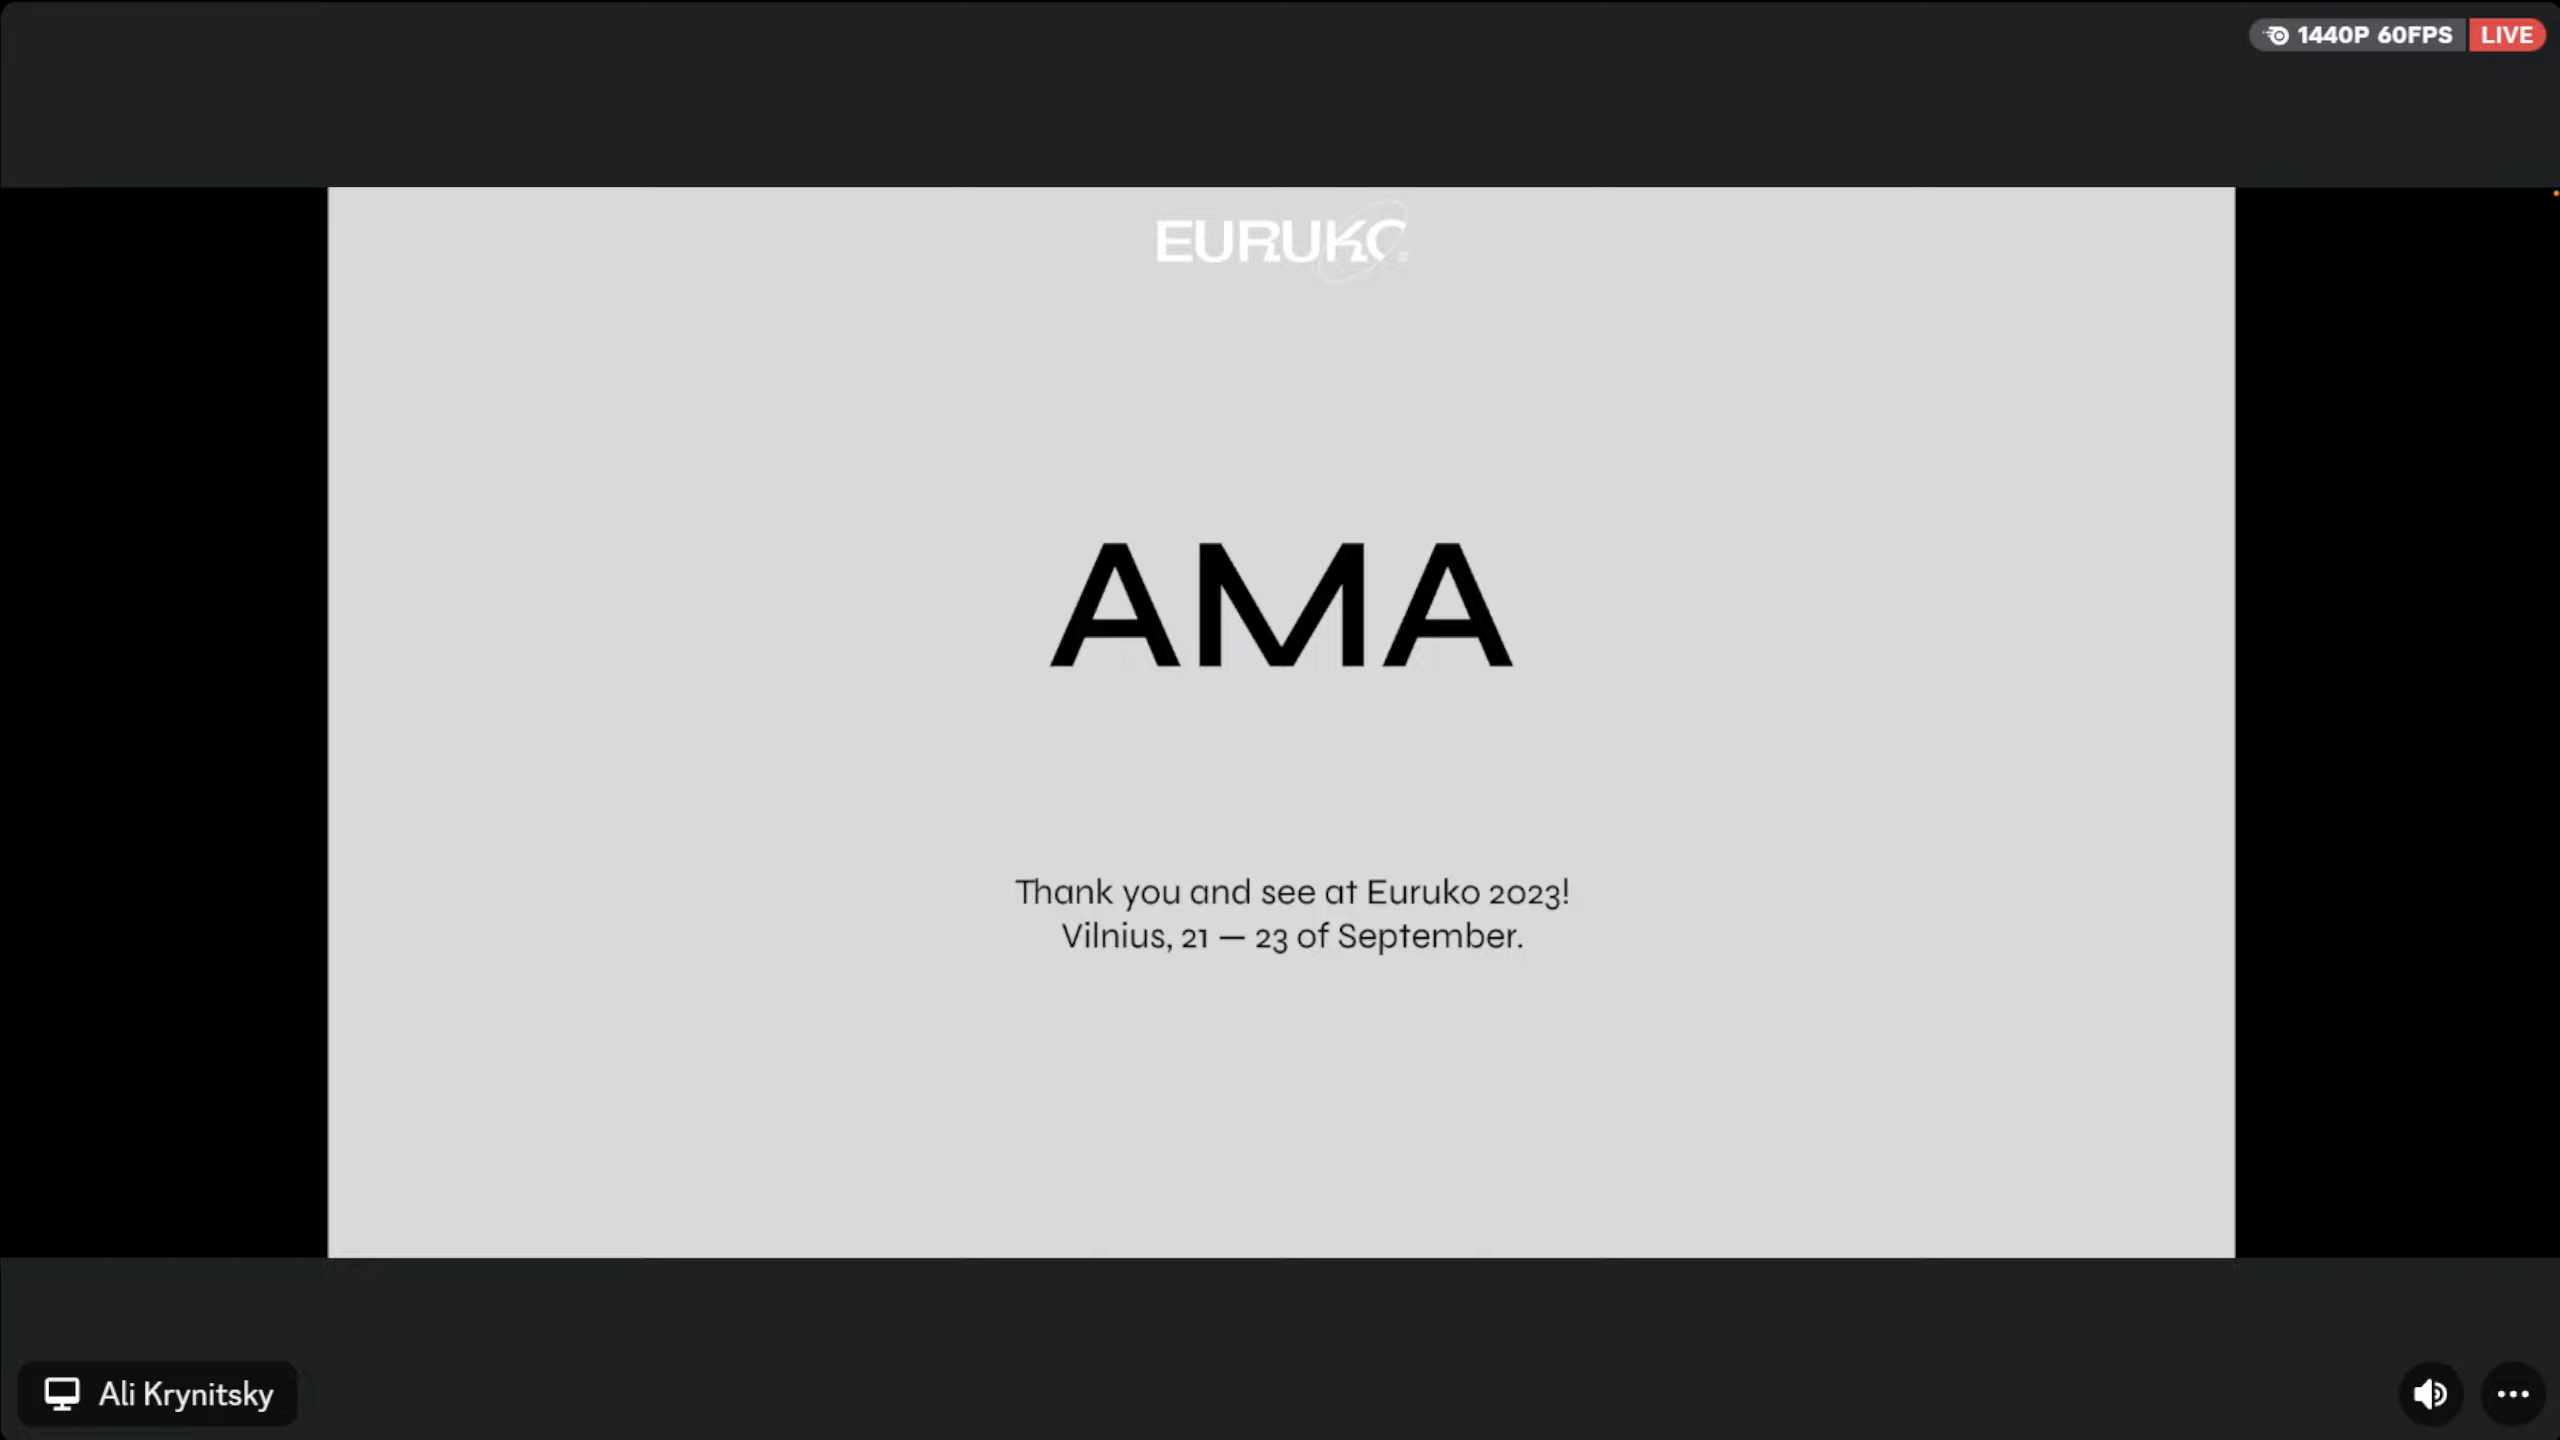 1440P 60FPS LIVE
EURUKO
AMA
Thank you and see at Euruko 2023!
Vilnius, 21 — 23 of September.
Ali Krynitsky